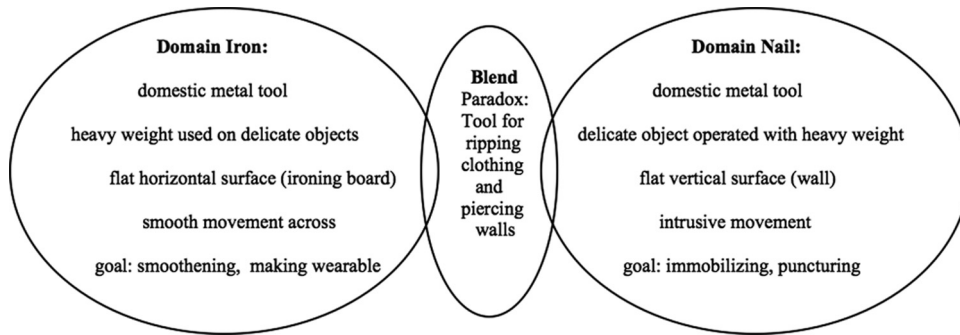 Domain Iron:
domestic metal tool
heavy weight used on delicate objects
flat horizontal surface (ironing board)
smooth movement across
goal: smoothening, making wearable
Blend
Paradox:
Tool for
ripping
clothing
and
piercing
walls
Domain Nail:
domestic metal tool
delicate object operated with heavy weight
flat vertical surface (wall)
intrusive movement
goal: immobilizing, puncturing